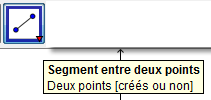 Segment entre deux points
Deux points [créés ou non]